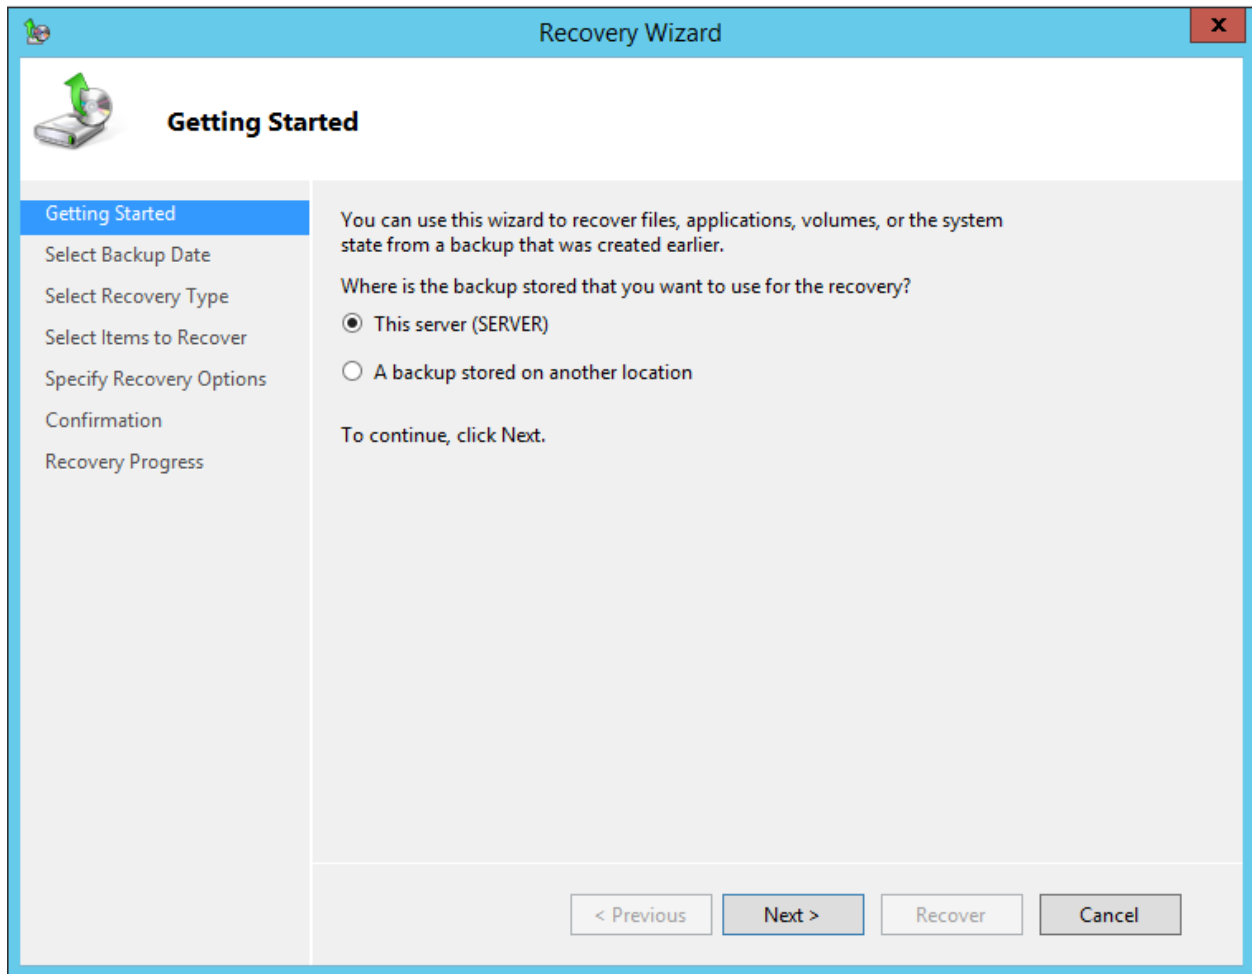 Recovery Wizard
x
Getting Started
Getting Started
Select Backup Date
Select Recovery Type
Select Items to Recover
Specify Recovery Options
Confirmation
Recovery Progress
You can use this wizard to recover files, applications, volumes, or the system
state from a backup that was created earlier.
Where is the backup stored that you want to use for the recovery?
This server (SERVER)
A backup stored on another location
To continue, click Next.
< Previous
Next >
Recover
Cancel